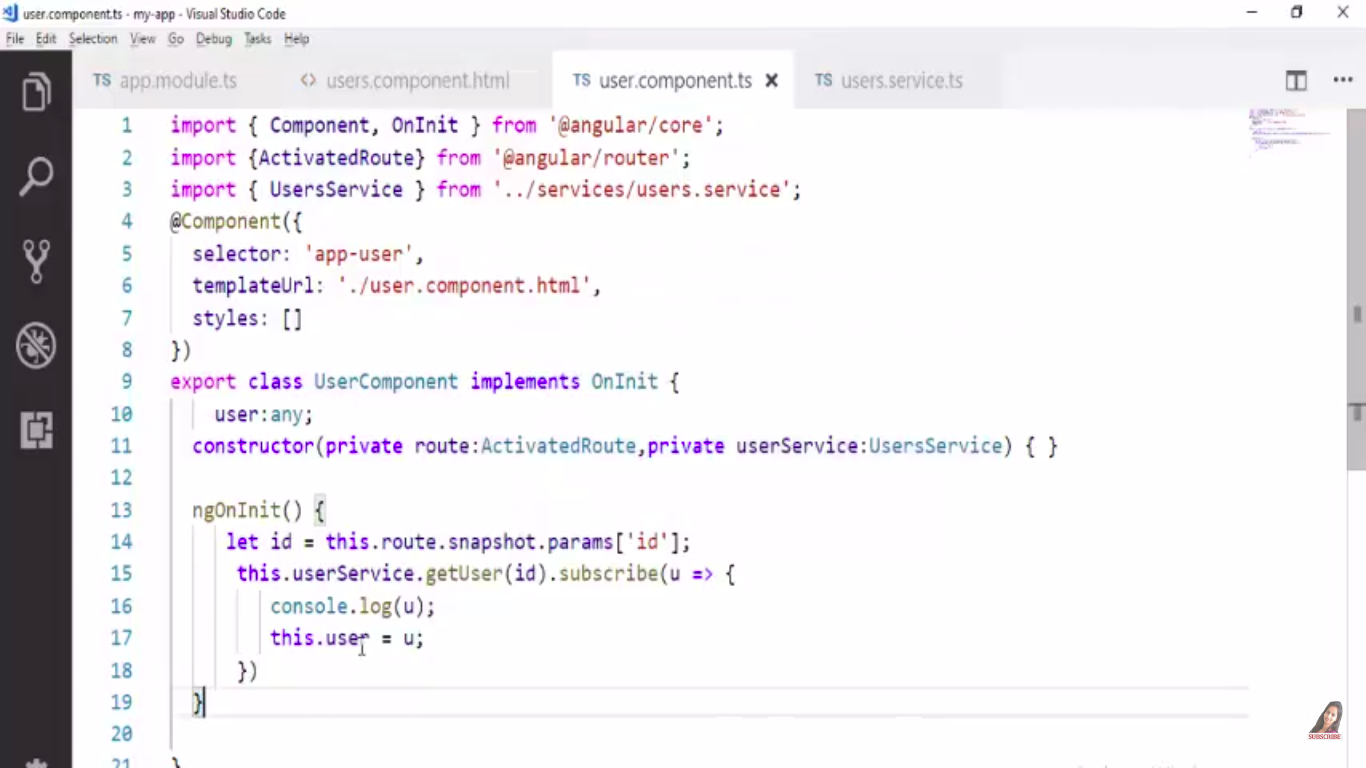 user.component.ts - my-app - Visual Studio Code
File Edit Selection View Go Debug Tasks Help
TS app.module.ts <> users.component.html TS user.component.ts × TS users.service.ts ...
1 import { Component, OnInit } from '@angular/core';
2 import {ActivatedRoute} from '@angular/router';
3 import { UsersService } from '../services/users.service';
4 @Component({
5 selector: 'app-user',
6 templateUrl: './user.component.html',
7 styles: []
8 })
9 export class UserComponent implements OnInit {
10 user:any;
11 constructor(private route:ActivatedRoute,private userService:UsersService) { }
12
13 ngOnInit() {
14 let id = this.route.snapshot.params['id'];
15 this.userService.getUser(id).subscribe(u => {
16 console.log(u);
17 this.user = u;
18 })
19 }
20
21 }
SUBSCRIBE